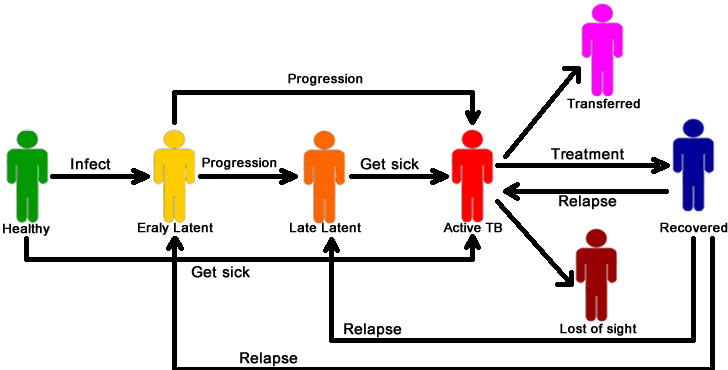 Progression
Transferred
Infect
Progression
Get sick
Treatment
Relapse
Healthy
Eraly Latent
Late Latent
Active TB
Recovered
Get sick
Relapse
Lost of sight
Relapse